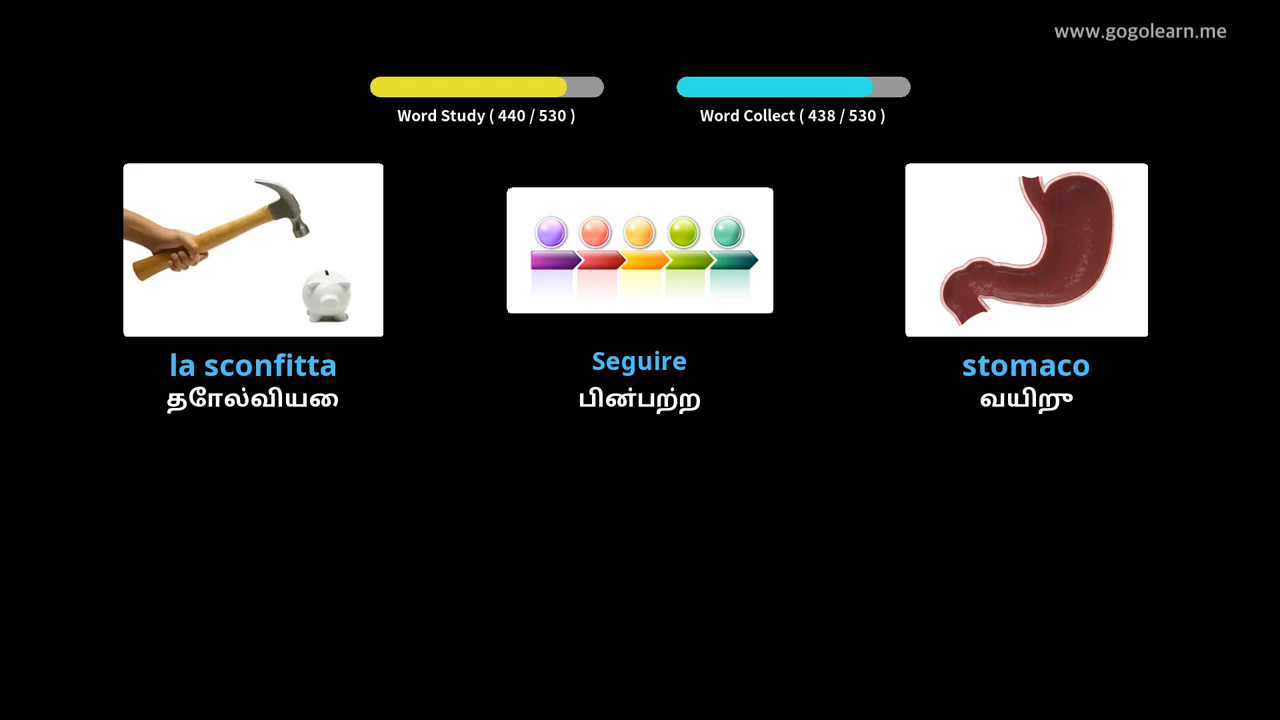 www.gogolearn.me
Word Study ( 440 / 530 )
Word Collect ( 438 / 530 )
la sconfitta
தோல்வியை
Seguire
பின்பற்ற
stomaco
வயிறு